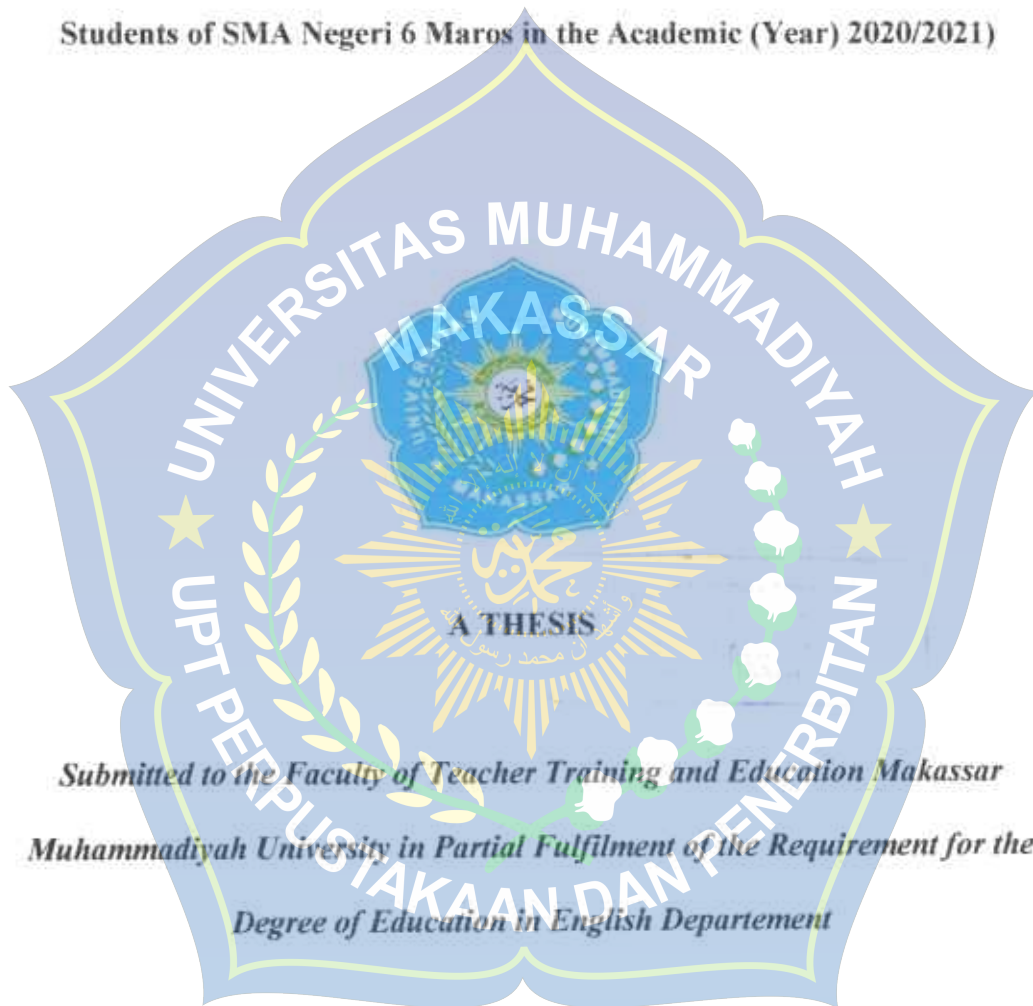 Students of SMA Negeri 6 Maros in the Academic (Year) 2020/2021)
UNIVERSITAS MUHAMMADIYAH
MAKASSAR
MAKASSAR
محمد
A THESIS
Submitted to the Faculty of Teacher Training and Education Makassar
Muhammadiyah University in Partial Fulfilment of the Requirement for the
Degree of Education in English Departement
UPT PERPUSTAKAAN DAN PENERBITAN